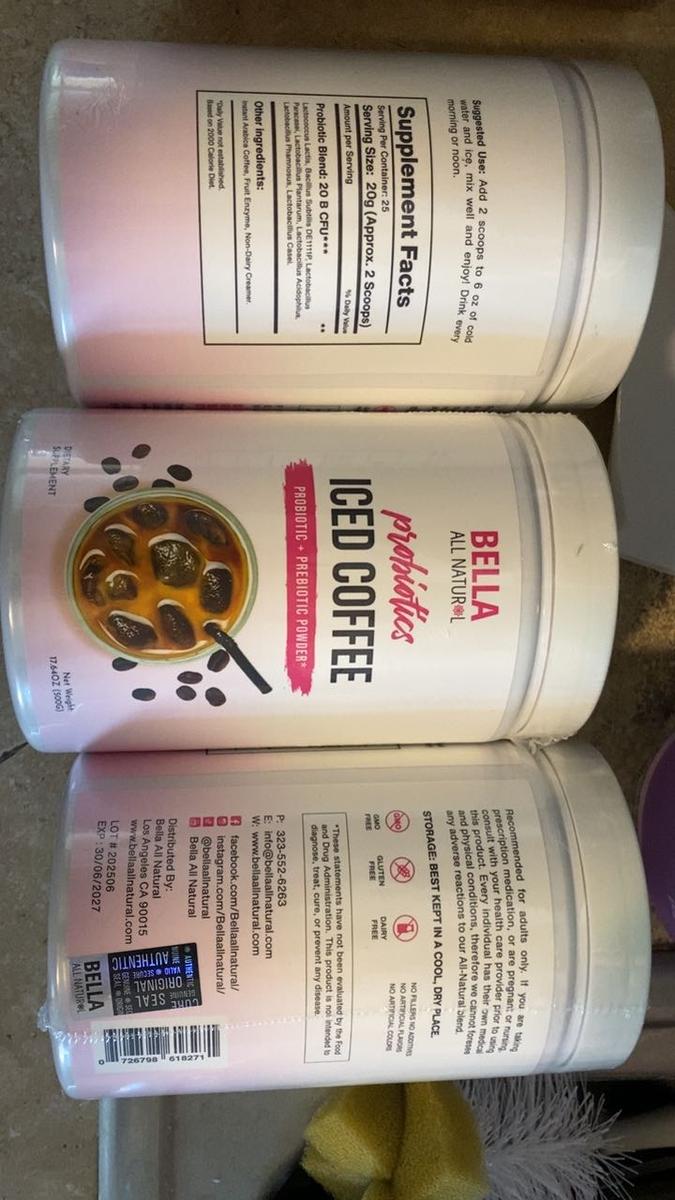 Suggested Use: Add 2 scoops to 6 oz of cold
water and ice, mix well and enjoy! Drink every
morning or noon.
Supplement Facts
Serving Per Container: 25
Serving Size: 20g (Approx. 2 Scoops)
Amount per Serving % Daily Value
Probiotic Blend: 20 B CFU*** **
Lactococcus Lactis, Bacillus Subtilis DE111P, Lactobacillus
Paracasei, Lactobacillus Plantarum, Lactobacillus Acidophilus,
Lactobacillus Rhamnosus, Lactobacillus Casei.
Other ingredients:
Instant Arabica Coffee, Fruit Enzyme, Non-Dairy Creamer.
*Daily Value not established.
Based on 2000 Calorie Diet.
BELLA
ALL NATURAL
probiotics
ICED COFFEE
PROBIOTIC + PREBIOTIC POWDER*
DIETARY
SUPPLEMENT
Net Weight
17.64OZ (500G)
Recommended for adults only. If you are taking
prescription medication, or are pregnant or nursing,
consult with your health care provider prior to using
this product. Every individual has their own medical
and physical conditions, therefore we cannot foresee
any adverse reactions to our All-Natural blend.
STORAGE: BEST KEPT IN A COOL, DRY PLACE.
GMO
GMO
FREE
GLUTEN
FREE
DAIRY
FREE
NO FILLERS NO ADDITIVES
NO ARTIFICIAL FLAVORS
NO ARTIFICIAL COLORS
*These statements have not been evaluated by the Food
and Drug Administration. This product is not intended to
diagnose, treat, cure, or prevent any disease.
P: 323-552-6263
E: info@bellaallnatural.com
W: www.bellaallnatural.com
facebook.com/Bellaallnatural/
instagram.com/Bellaallnatural/
@bellaallnatural
Bella All Natural
Distributed By:
Bella All Natural
Los Angeles CA 90015
www.bellaallnatural.com
LOT # 202506
EXP : 30/06/2027
AUTHENTIC
VALID SECURE
AUTHENTIC
ORIGINAL
SEAL
BELLA
ALL NATURAL
0 726798 618271